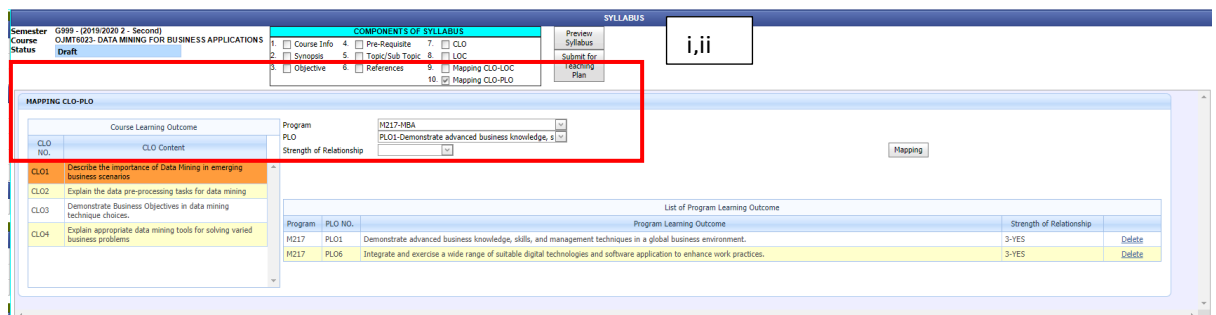 SYLLABUS
Semester G999 - (2019/2020 2 - Second)
Course OJMT6023- DATA MINING FOR BUSINESS APPLICATIONS
Status Draft
COMPONENTS OF SYLLABUS
1. Course Info 4. Pre-Requisite 7. CLO
2. Synopsis 5. Topic/Sub Topic 8. LOC
3. Objective 6. References 9. Mapping CLO-LOC
10. Mapping CLO-PLO
Preview
Syllabus
Submit for
Teaching
Plan
i,ii
MAPPING CLO-PLO
Course Learning Outcome
CLO NO. CLO Content
CLO1 Describe the importance of Data Mining in emerging
business scenarios
CLO2 Explain the data pre-processing tasks for data mining
CLO3 Demonstrate Business Objectives in data mining
technique choices.
CLO4 Explain appropriate data mining tools for solving varied
business problems
Program M217-MBA
PLO PLO1-Demonstrate advanced business knowledge, s
Strength of Relationship
Mapping
List of Program Learning Outcome
Program PLO NO. Program Learning Outcome Strength of Relationship
M217 PLO1 Demonstrate advanced business knowledge, skills, and management techniques in a global business environment. 3-YES Delete
M217 PLO6 Integrate and exercise a wide range of suitable digital technologies and software application to enhance work practices. 3-YES Delete